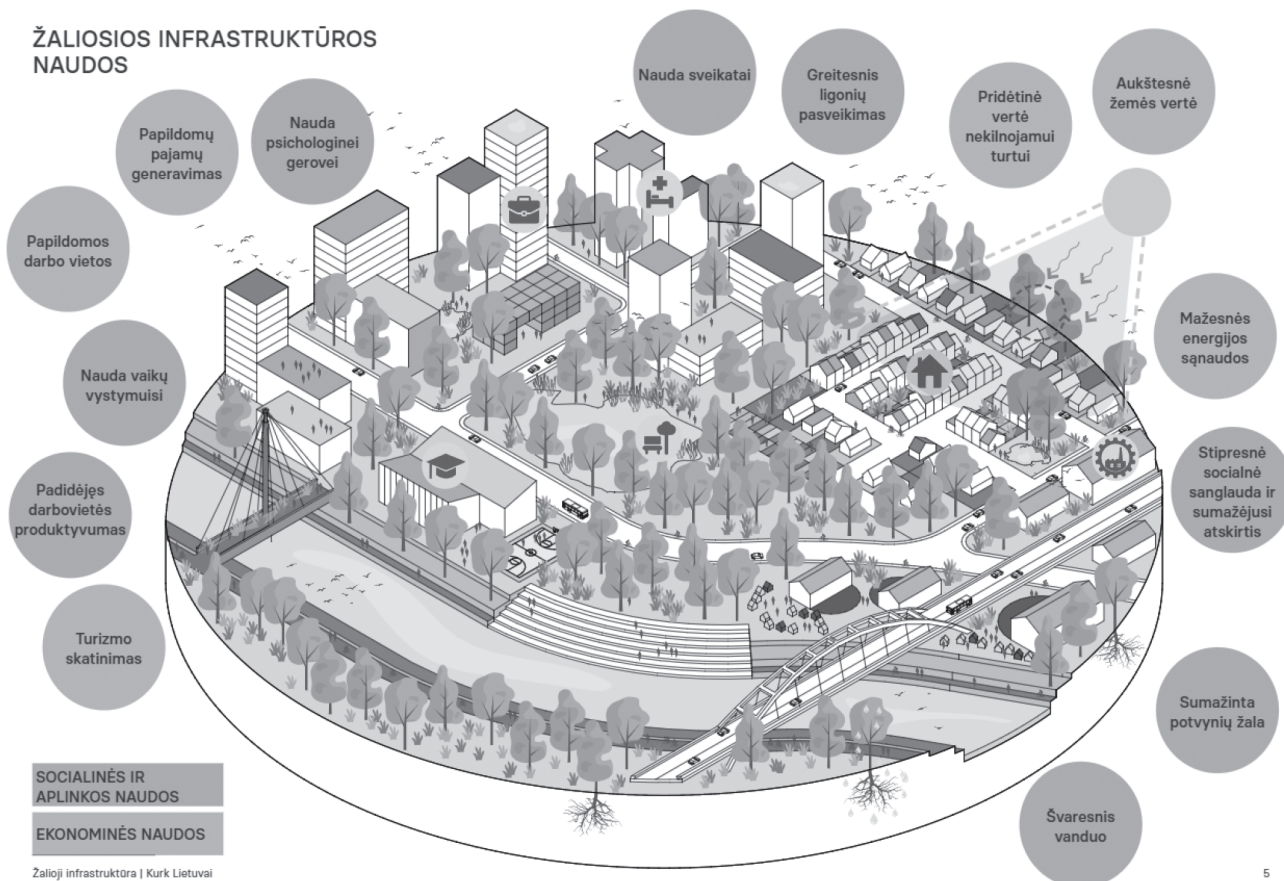 ŽALIOSIOS INFRASTRUKTŪROS
NAUDOS
Nauda sveikatai
Greitesnis
ligonių
pasveikimas
Pridėtinė
vertė
nekilnojamui
turtui
Aukštesnė
žemės vertė
Papildomų
pajamų
generavimas
Nauda
psichologinei
gerovei
Papildomos
darbo vietos
Nauda vaikų
vystymuisi
Padidėjęs
darbovietės
produktyvumas
Turizmo
skatinimas
Mažesnės
energijos
sąnaudos
Stipresnė
socialnė
sanglauda ir
sumažėjusi
atskirtis
Sumažinta
potvynių žala
Švaresnis
vanduo
SOCIALINĖS IR
APLINKOS NAUDOS
EKONOMINĖS NAUDOS
Žalioji infrastruktūra | Kurk Lietuvai
5